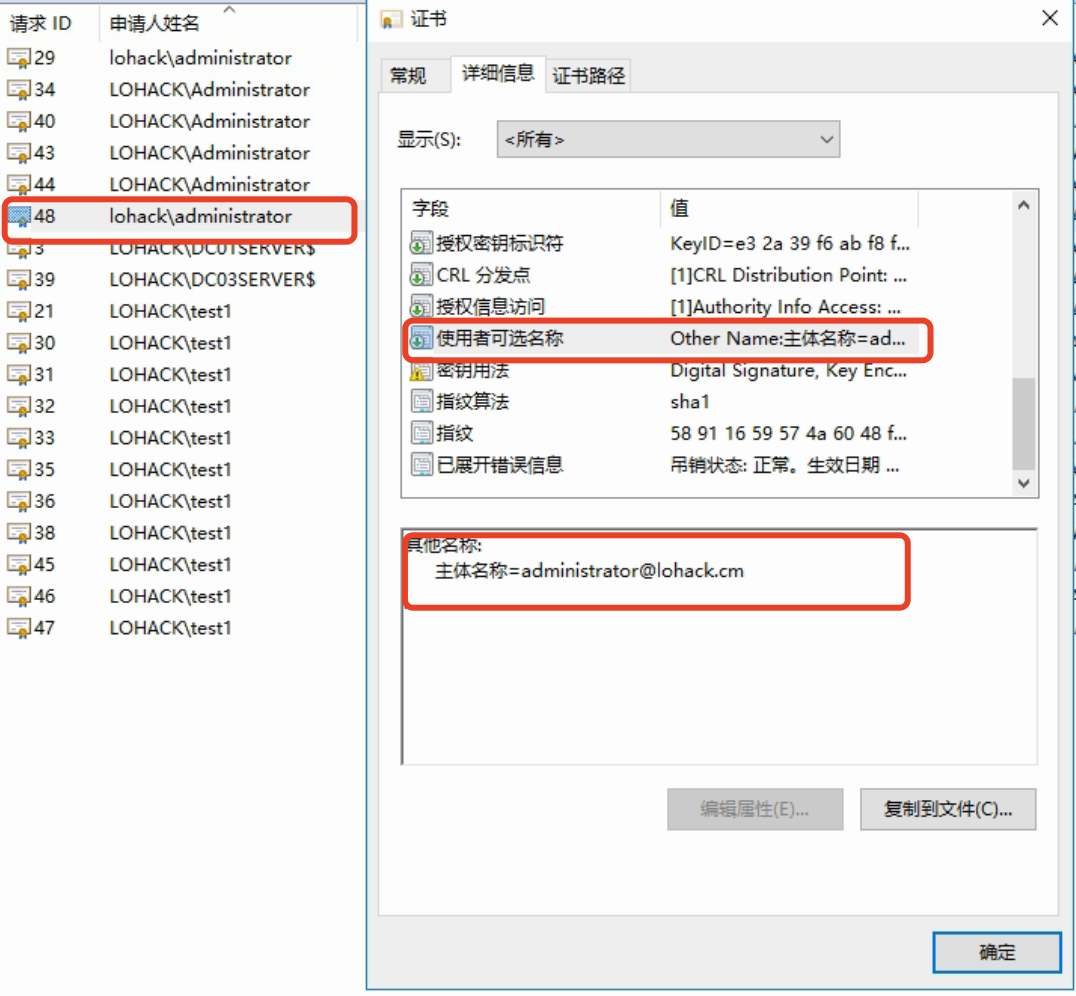 请求 ID 申请人姓名
29 lohack\administrator
34 LOHACK\Administrator
40 LOHACK\Administrator
43 LOHACK\Administrator
44 LOHACK\Administrator
48 lohack\administrator
3 LOHACK\DC01SERVER$
39 LOHACK\DC03SERVER$
21 LOHACK\test1
30 LOHACK\test1
31 LOHACK\test1
32 LOHACK\test1
33 LOHACK\test1
35 LOHACK\test1
36 LOHACK\test1
38 LOHACK\test1
45 LOHACK\test1
46 LOHACK\test1
47 LOHACK\test1
证书
常规 详细信息 证书路径
显示(S): <所有>
字段 值
授权密钥标识符 KeyID=e3 2a 39 f6 ab f8 f...
CRL 分发点 [1]CRL Distribution Point: ...
授权信息访问 [1]Authority Info Access: ...
使用者可选名称 Other Name:主体名称=ad...
密钥用法 Digital Signature, Key Enc...
指纹算法 sha1
指纹 58 91 16 59 57 4a 60 48 f...
已展开错误信息 吊销状态: 正常。生效日期 ...
其他名称:
主体名称=administrator@lohack.cm
编辑属性(E)... 复制到文件(C)...
确定